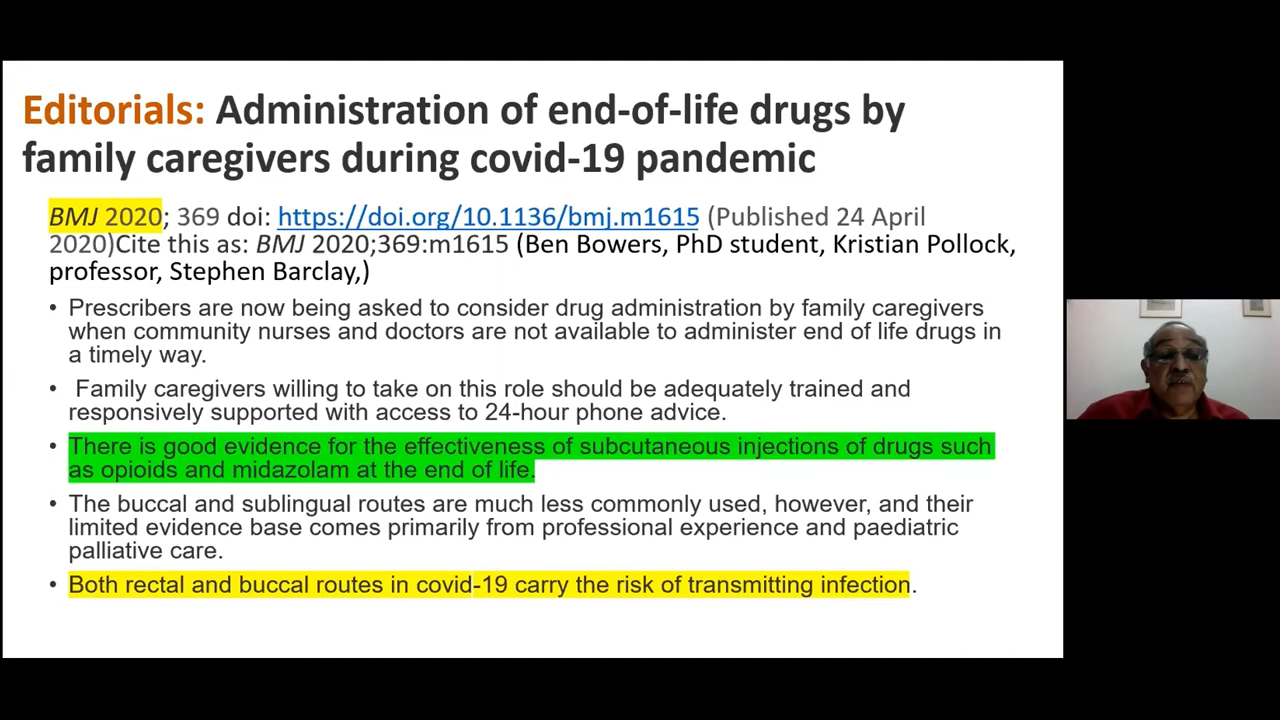 Editorials: Administration of end-of-life drugs by
family caregivers during covid-19 pandemic
BMJ 2020; 369 doi: https://doi.org/10.1136/bmj.m1615 (Published 24 April
2020)Cite this as: BMJ 2020;369:m1615 (Ben Bowers, PhD student, Kristian Pollock,
professor, Stephen Barclay,)
• Prescribers are now being asked to consider drug administration by family caregivers
when community nurses and doctors are not available to administer end of life drugs in
a timely way.
• Family caregivers willing to take on this role should be adequately trained and
responsively supported with access to 24-hour phone advice.
• There is good evidence for the effectiveness of subcutaneous injections of drugs such
as opioids and midazolam at the end of life.
• The buccal and sublingual routes are much less commonly used, however, and their
limited evidence base comes primarily from professional experience and paediatric
palliative care.
• Both rectal and buccal routes in covid-19 carry the risk of transmitting infection.